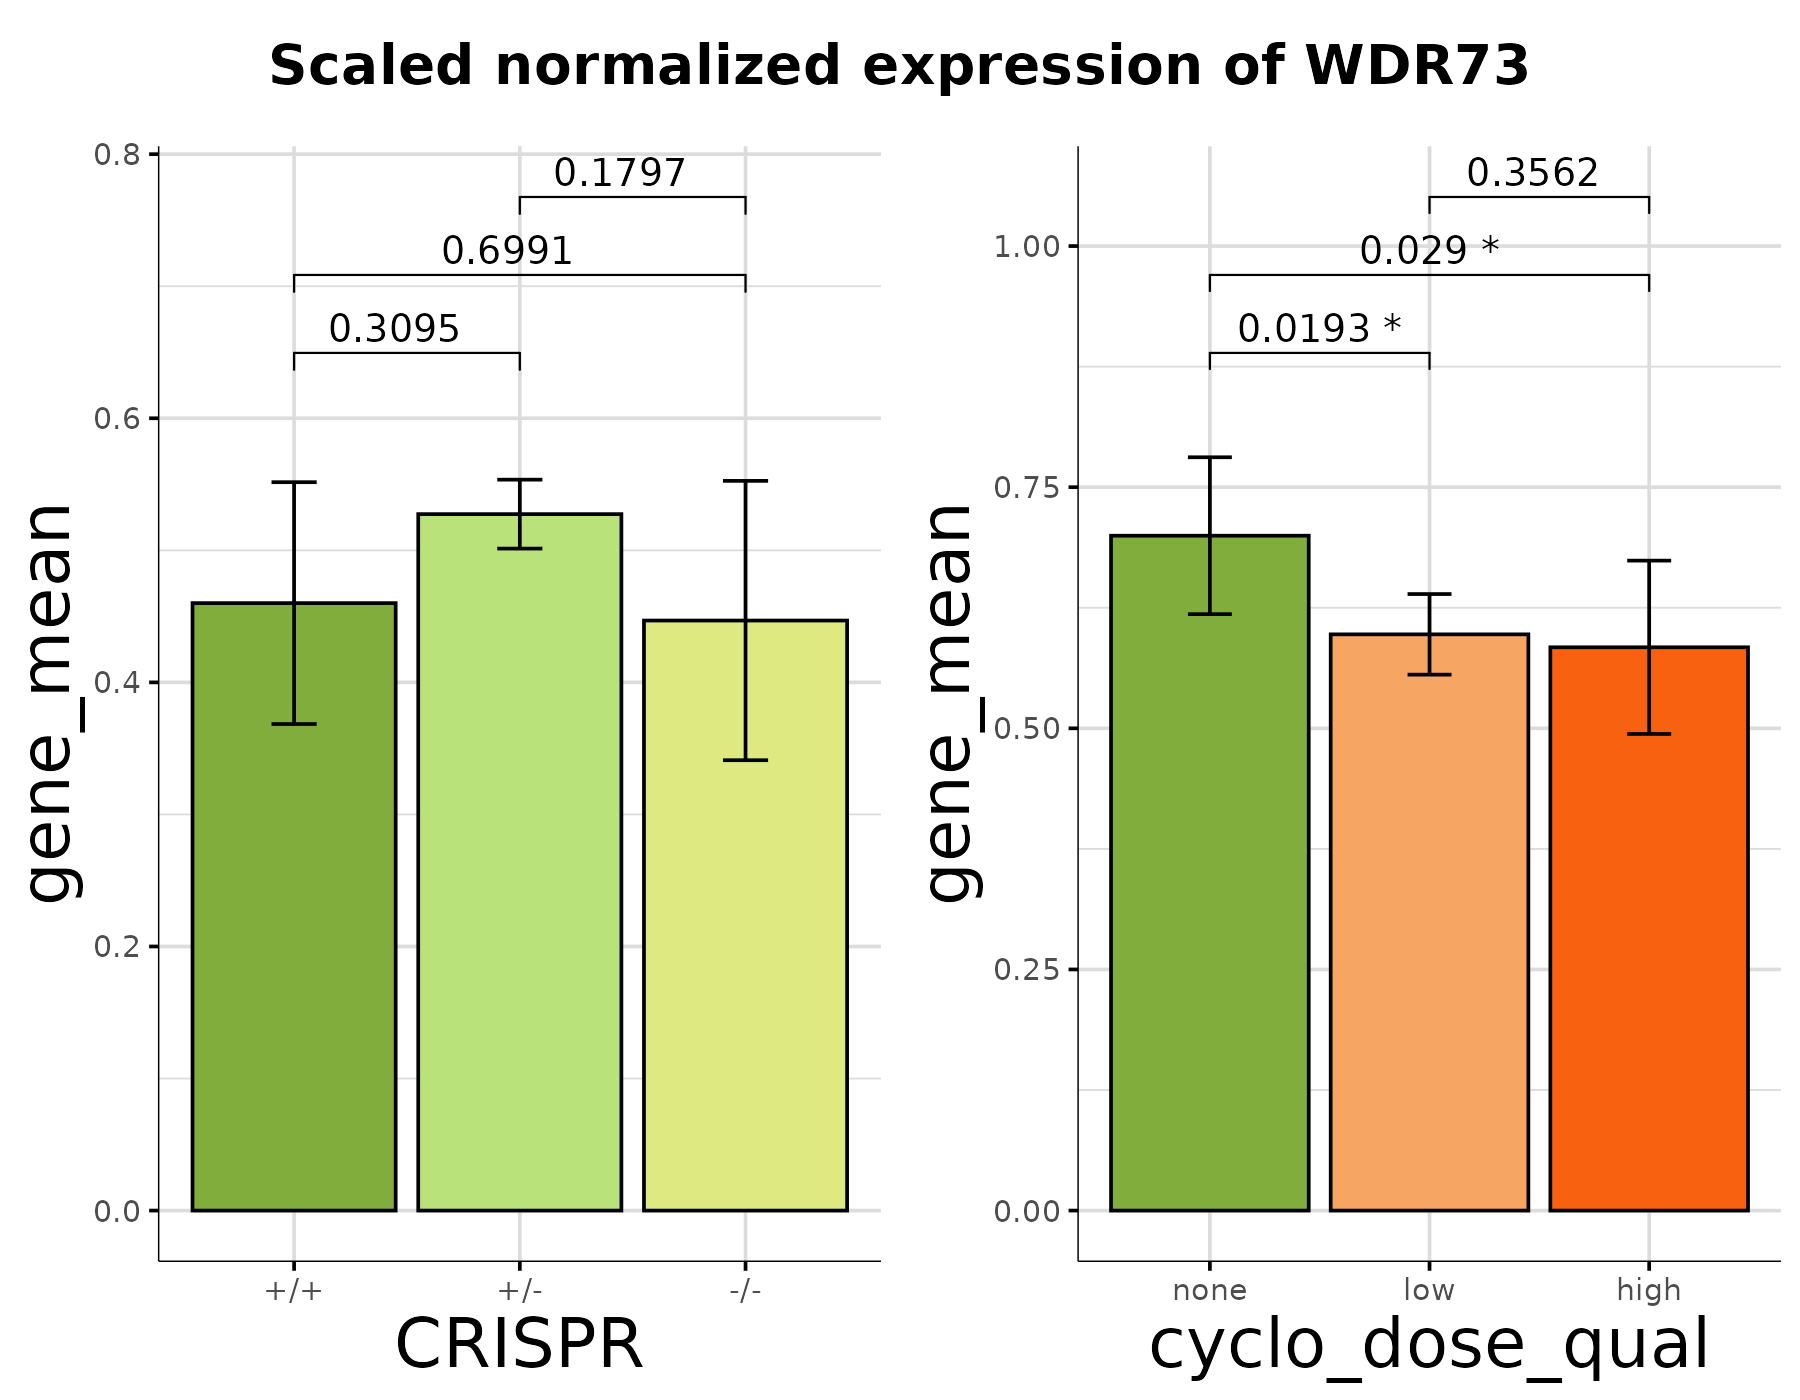 Scaled normalized expression of WDR73
gene_mean
0.8
0.6
0.4
0.2
0.0
0.1797
0.6991
0.3095
+/+
+/-
-/-
CRISPR
gene_mean
1.00
0.75
0.50
0.25
0.00
0.3562
0.029 *
0.0193 *
none
low
high
cyclo_dose_qual